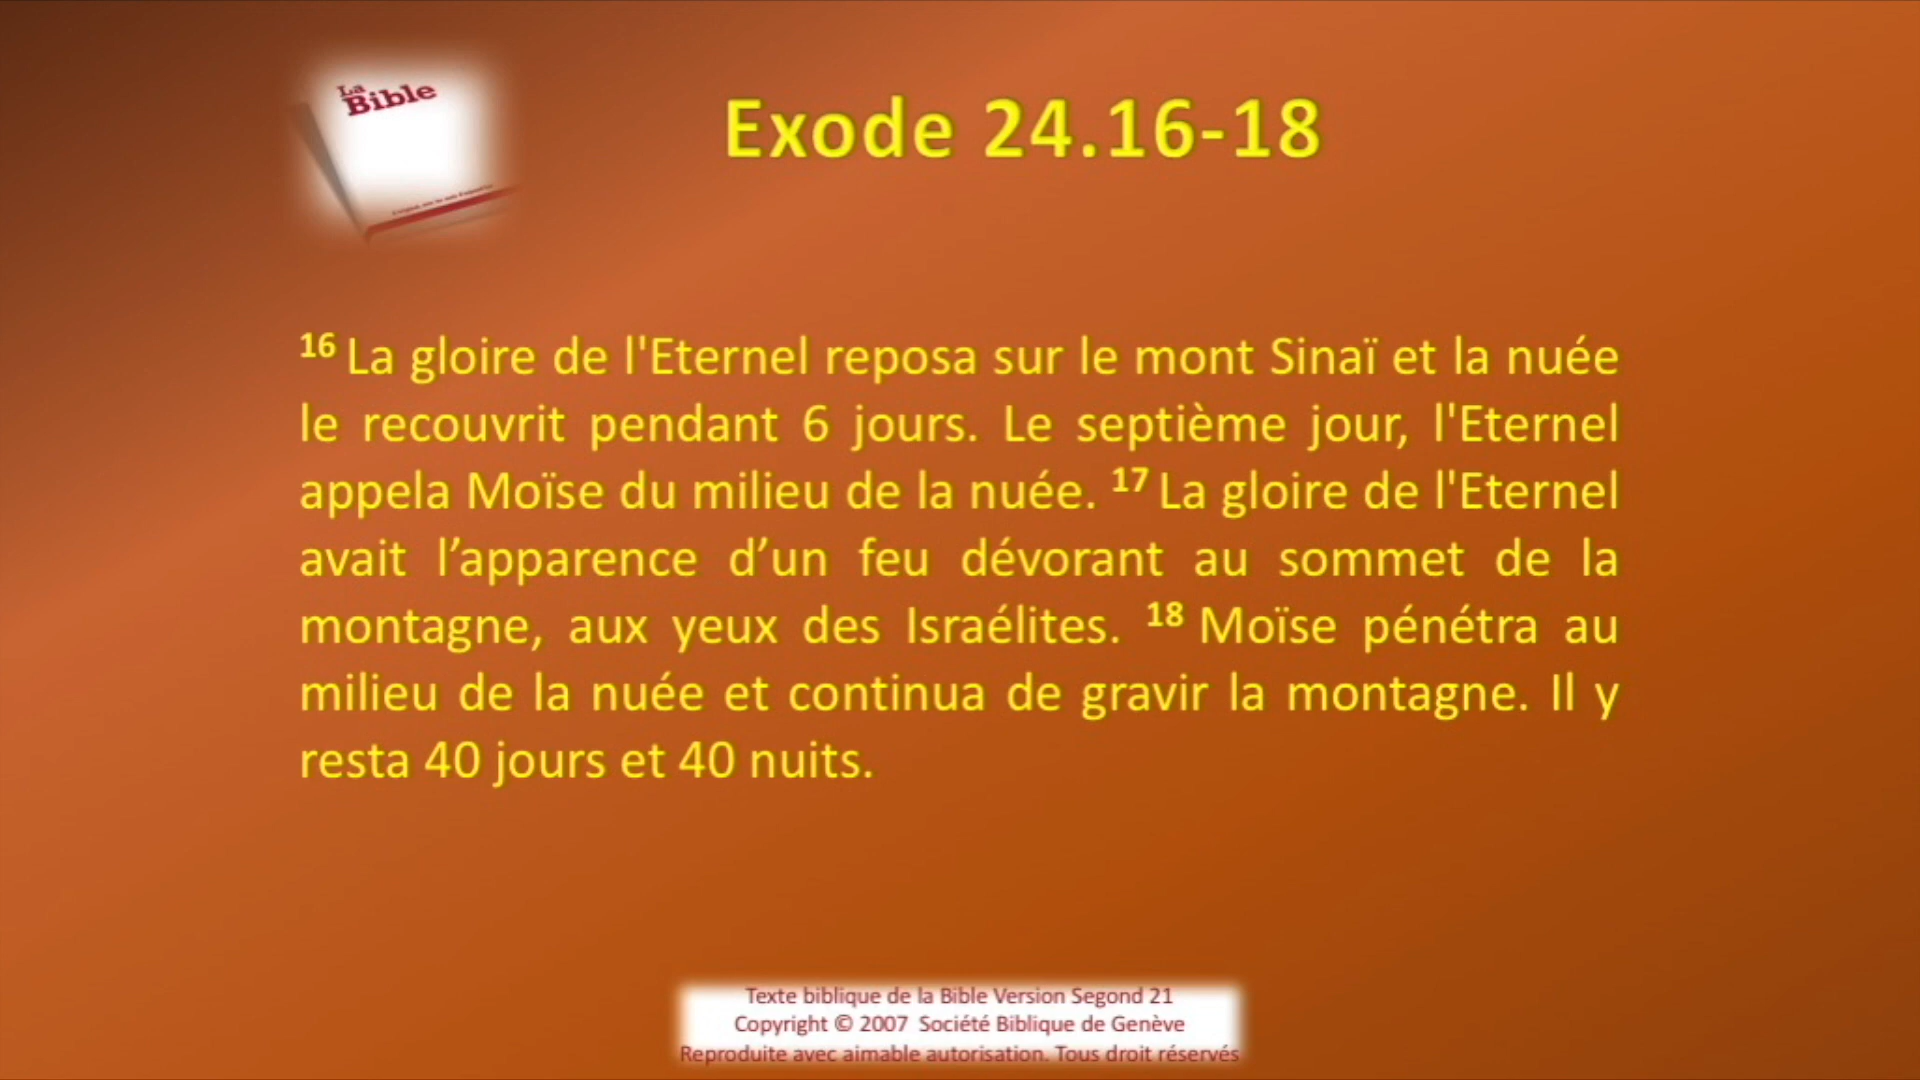 La
Bible
Exode 24.16-18
16 La gloire de l'Eternel reposa sur le mont Sinaï et la nuée
le recouvrit pendant 6 jours. Le septième jour, l'Eternel
appela Moïse du milieu de la nuée. 17 La gloire de l'Eternel
avait l’apparence d’un feu dévorant au sommet de la
montagne, aux yeux des Israélites. 18 Moïse pénétra au
milieu de la nuée et continua de gravir la montagne. Il y
resta 40 jours et 40 nuits.
Texte biblique de la Bible Version Segond 21
Copyright © 2007 Société Biblique de Genève
Reproduite avec aimable autorisation. Tous droit réservés